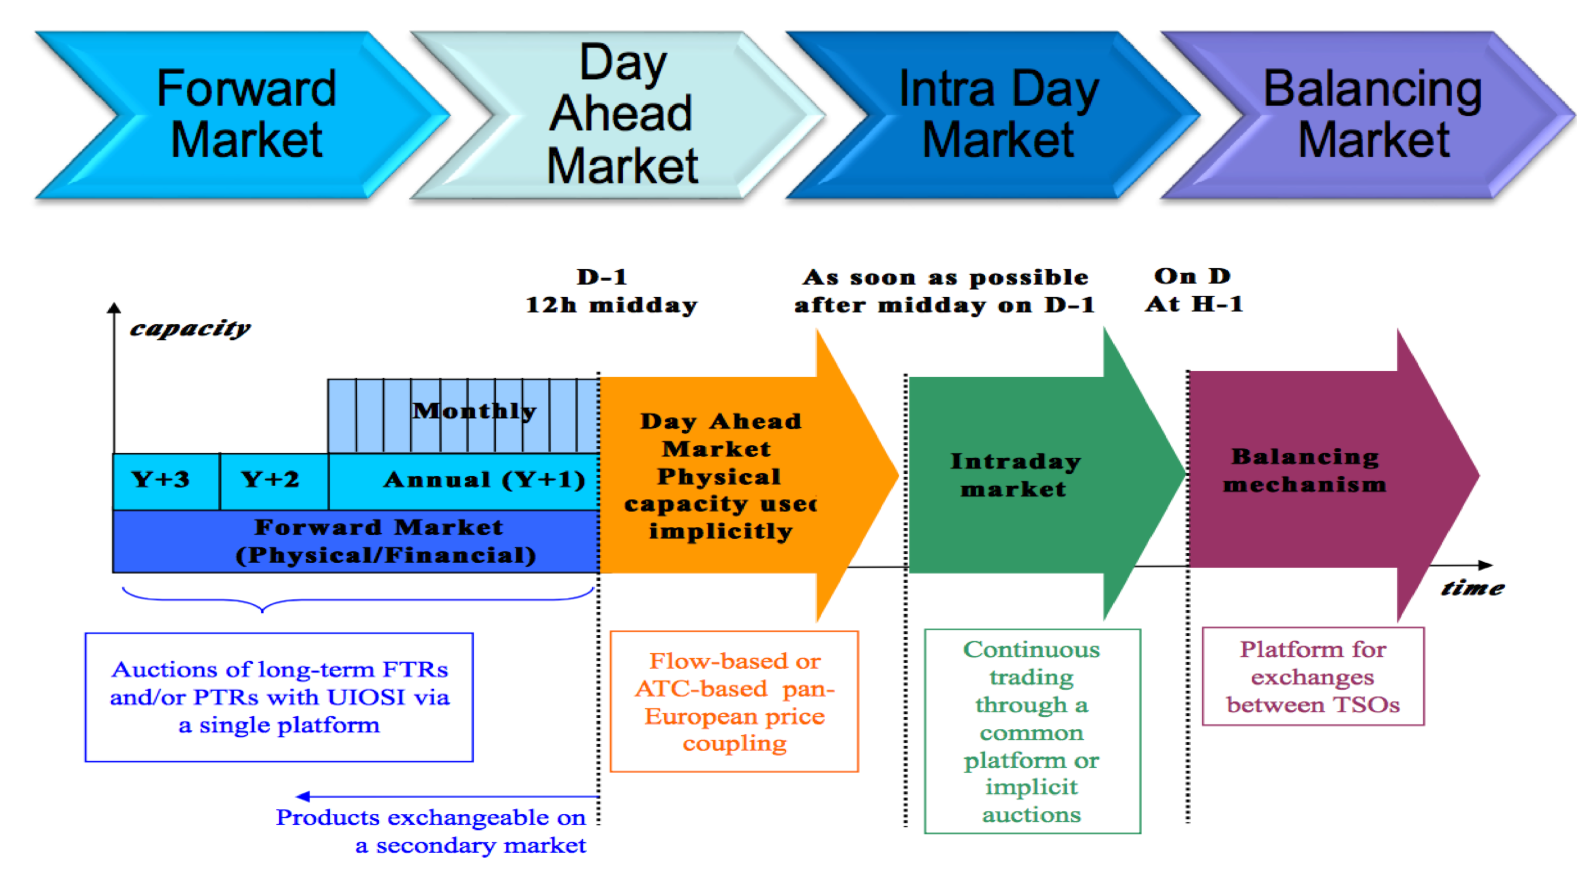 Forward
Market
Day
Ahead
Market
Intra Day
Market
Balancing
Market
D-1
12h midday
As soon as possible
after midday on D-1
On D
At H-1
capacity
Monthly
Y+3
Y+2
Annual (Y+1)
Forward Market
(Physical/Financial)
Day Ahead
Market
Physical
capacity used
implicitly
Intraday
market
Balancing
mechanism
time
Auctions of long-term FTRs
and/or PTRs with UIOSI via
a single platform
Flow-based or
ATC-based pan-
European price
coupling
Continuous
trading
through a
common
platform or
implicit
auctions
Platform for
exchanges
between TSOs
Products exchangeable on
a secondary market